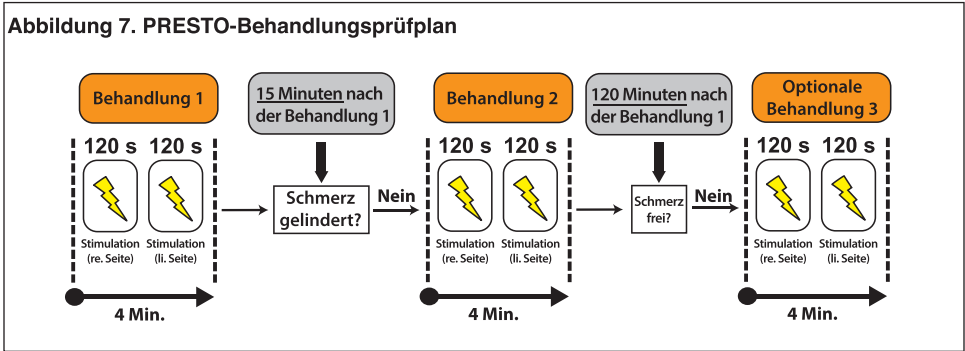 Abbildung 7. PRESTO-Behandlungsprüfplan
Behandlung 1
120 s 120 s
Stimulation
(re. Seite)
Stimulation
(li. Seite)
4 Min.
15 Minuten nach
der Behandlung 1
Schmerz
gelindert?
Nein
Behandlung 2
120 s 120 s
Stimulation
(re. Seite)
Stimulation
(li. Seite)
4 Min.
120 Minuten nach
der Behandlung 1
Schmerz
frei?
Nein
Optionale
Behandlung 3
120 s 120 s
Stimulation
(re. Seite)
Stimulation
(li. Seite)
4 Min.